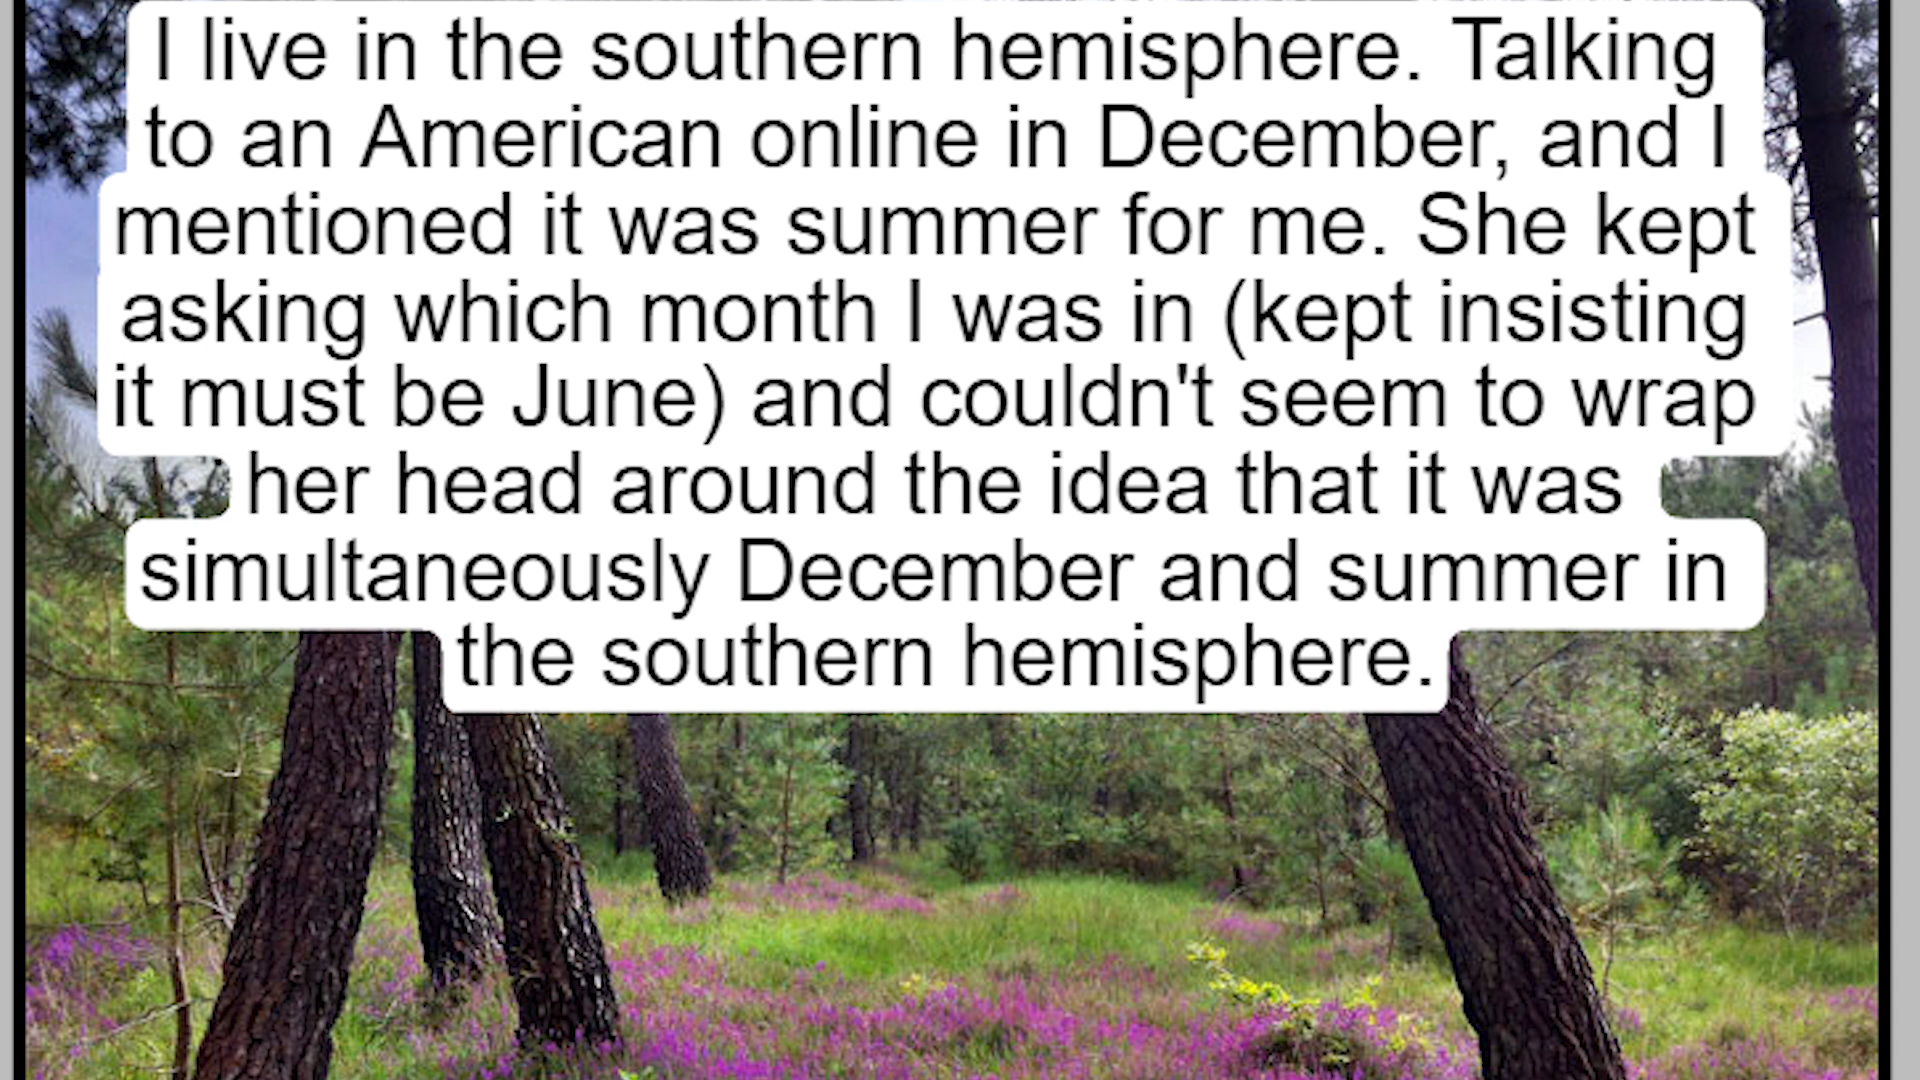 I live in the southern hemisphere. Talking
to an American online in December, and I
mentioned it was summer for me. She kept
asking which month I was in (kept insisting
it must be June) and couldn't seem to wrap
her head around the idea that it was
simultaneously December and summer in
the southern hemisphere.